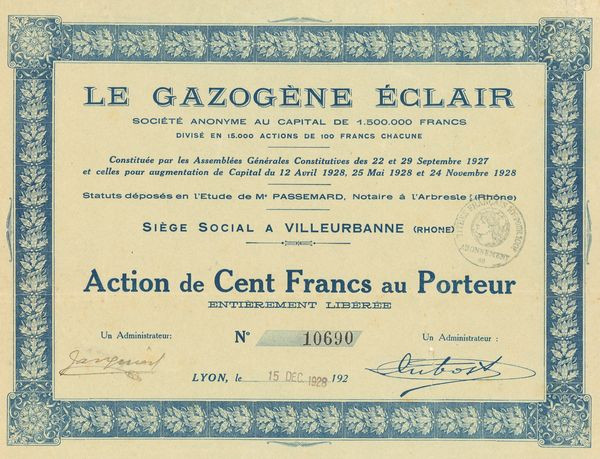 LE GAZOGÈNE ÉCLAIR
SOCIÉTÉ ANONYME AU CAPITAL DE 1.500.000 FRANCS
DIVISÉ EN 15.000 ACTIONS DE 100 FRANCS CHACUNE
Constituée par les Assemblées Générales Constitutives des 22 et 29 Septembre 1927
et celles pour augmentation de Capital du 12 Avril 1928, 25 Mai 1928 et 24 Novembre 1928
Statuts déposés en l'Etude de Mᵉ PASSEMARD, Notaire à l'Arbresle (Rhône)
SIÈGE SOCIAL A VILLEURBANNE (RHONE)
Action de Cent Francs au Porteur
ENTIÈREMENT LIBÉRÉE
Un Administrateur: Nº 10690 Un Administrateur :
Dubost
LYON, le 15 DEC. 1928 192